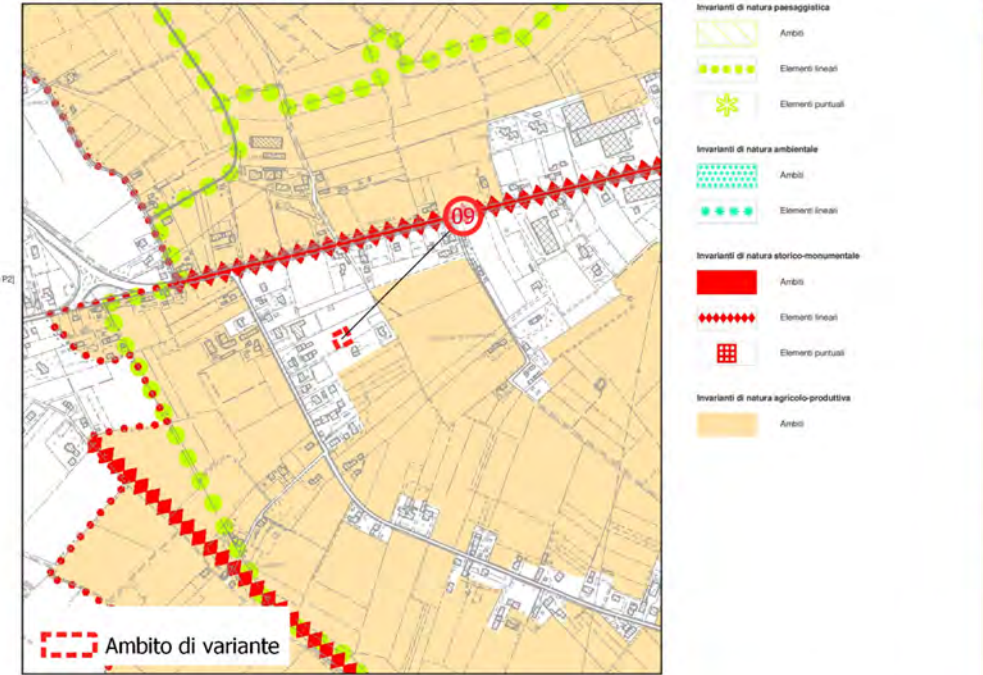 Invarianti di natura paesaggistica
Ambiti
Elementi lineari
Elementi puntuali
Invarianti di natura ambientale
Ambiti
Elementi lineari
Invarianti di natura storico-monumentale
Ambiti
Elementi lineari
Elementi puntuali
Invarianti di natura agricolo-produttiva
Ambiti
09
Ambito di variante